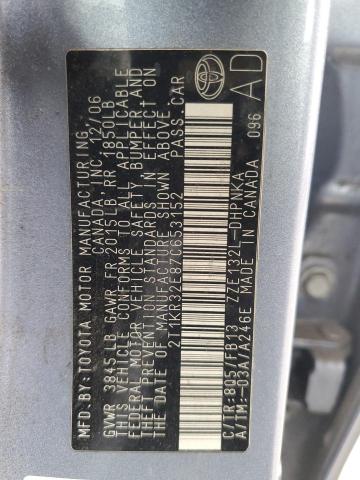 MFD.BY:TOYOTA MOTOR MANUFACTURING,
CANADA, INC. 12/06
GVWR 3845LB GAWR FR 2015LB, RR 1850LB
THIS VEHICLE CONFORMS TO ALL APPLICABLE
FEDERAL MOTOR VEHICLE SAFETY, BUMPER AND
THEFT PREVENTION STANDARDS IN EFFECT ON
THE DATE OF MANUFACTURE SHOWN ABOVE.
2T1KR32E87C653152 PASS.CAR
TOYOTA
AD
C/TR:8Q5/FB13 ZZE132L-DHPNKA
A/TM:-03A/A246E MADE IN CANADA 096